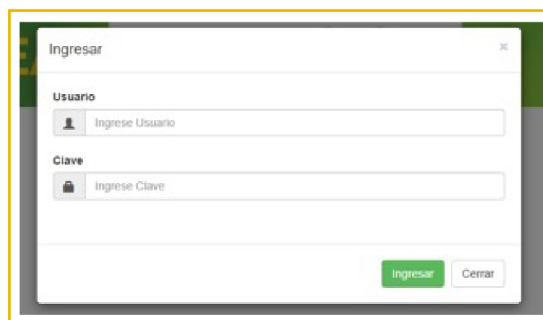 Ingresar ×
Usuario
Ingrese Usuario
Clave
Ingrese Clave
Ingresar Cerrar